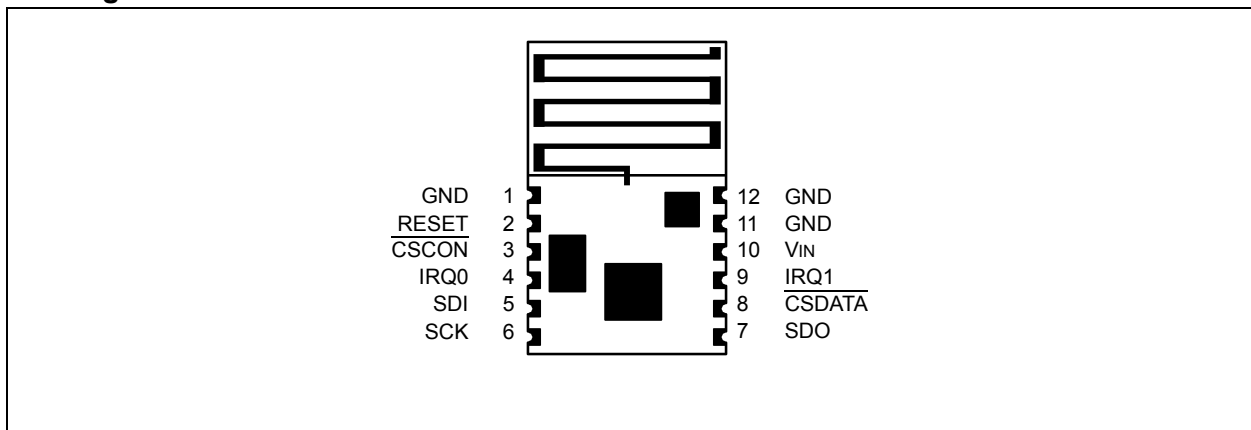 GND 1
RESET 2
CSCON 3
IRQ0 4
SDI 5
SCK 6
12 GND
11 GND
10 VIN
9 IRQ1
8 CSDATA
7 SDO